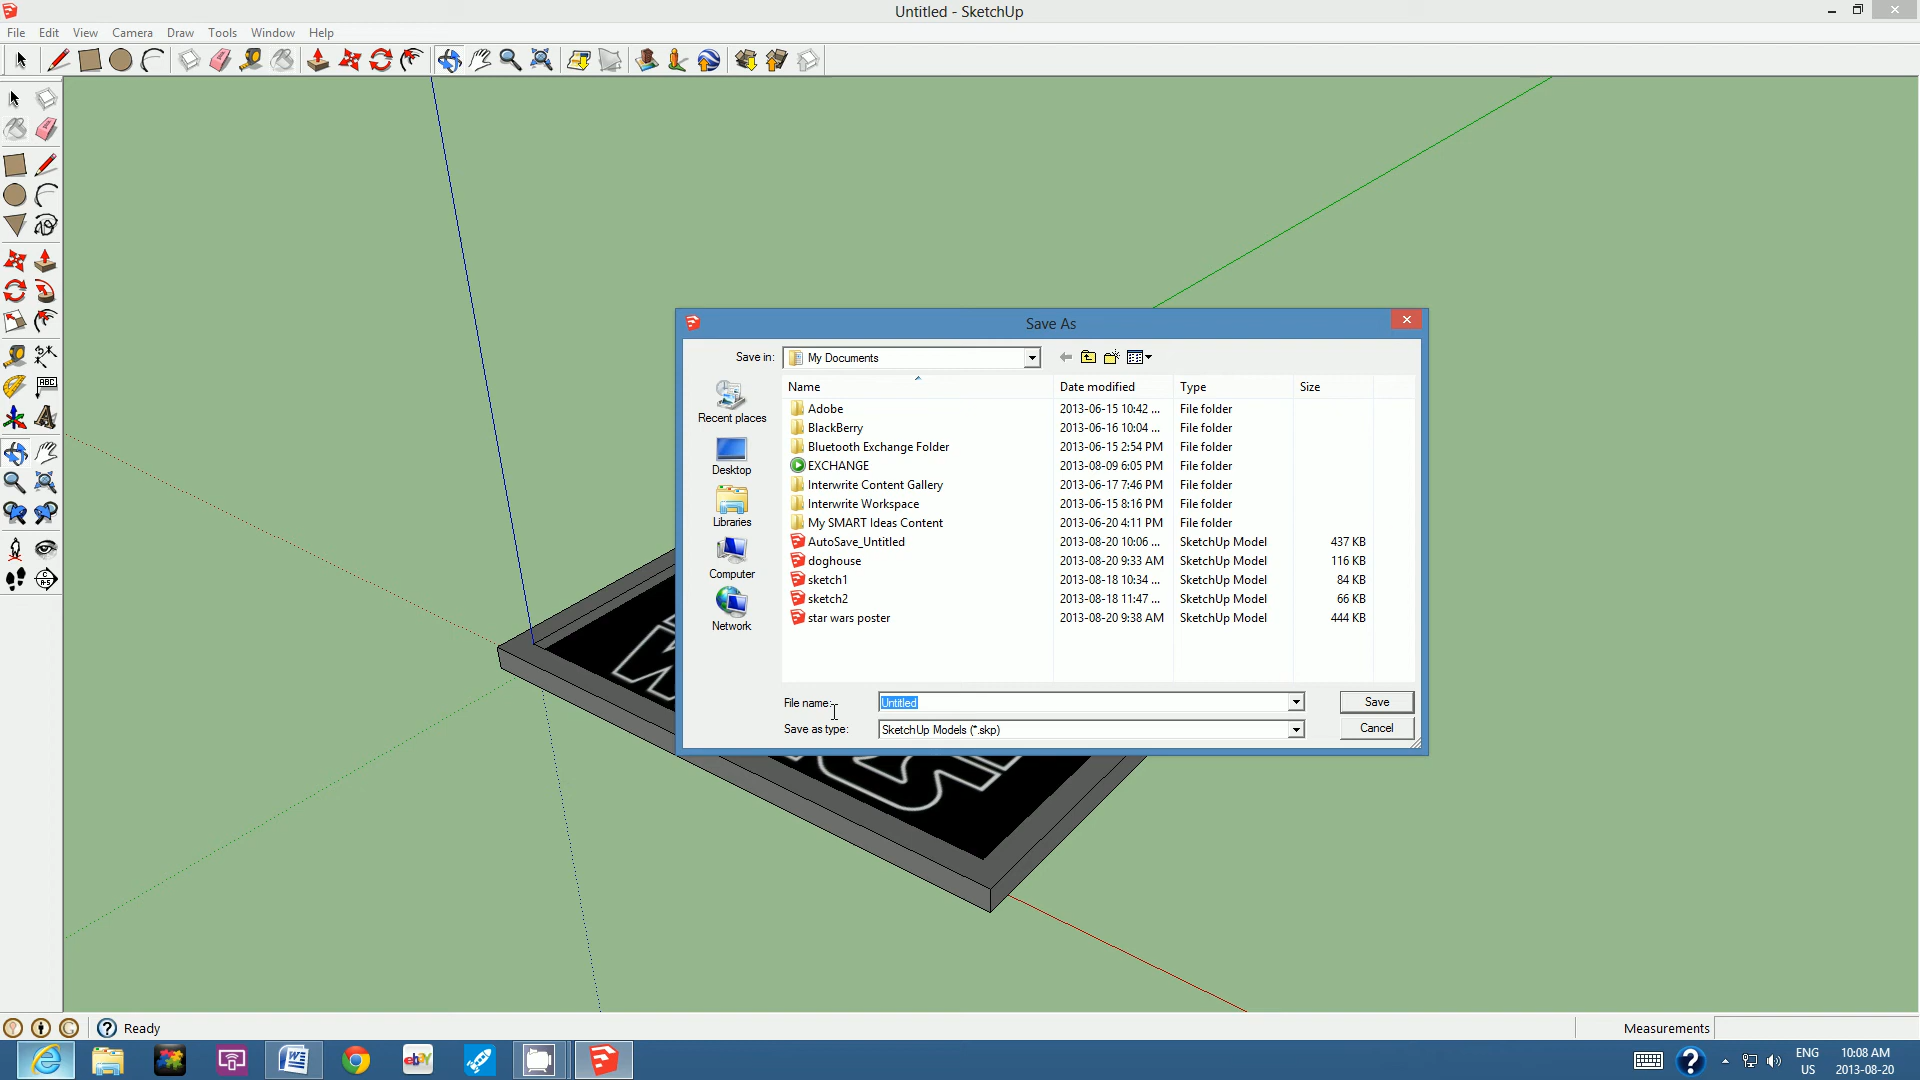 Untitled - SketchUp
File Edit View Camera Draw Tools Window Help
ABC
Save As
Save in: My Documents
Name Date modified Type Size
Recent places
Desktop
Libraries
Computer
Network
Adobe 2013-06-15 10:42 ... File folder
BlackBerry 2013-06-16 10:04 ... File folder
Bluetooth Exchange Folder 2013-06-15 2:54 PM File folder
EXCHANGE 2013-08-09 6:05 PM File folder
Interwrite Content Gallery 2013-06-17 7:46 PM File folder
Interwrite Workspace 2013-06-15 8:16 PM File folder
My SMART Ideas Content 2013-06-20 4:11 PM File folder
AutoSave_Untitled 2013-08-20 10:06 ... SketchUp Model 437 KB
doghouse 2013-08-20 9:33 AM SketchUp Model 116 KB
sketch1 2013-08-18 10:34 ... SketchUp Model 84 KB
sketch2 2013-08-18 11:47 ... SketchUp Model 66 KB
star wars poster 2013-08-20 9:38 AM SketchUp Model 444 KB
File name: Untitled Save
Save as type: SketchUp Models (*.skp) Cancel
Ready Measurements
ebay
ENG 10:08 AM
US 2013-08-20